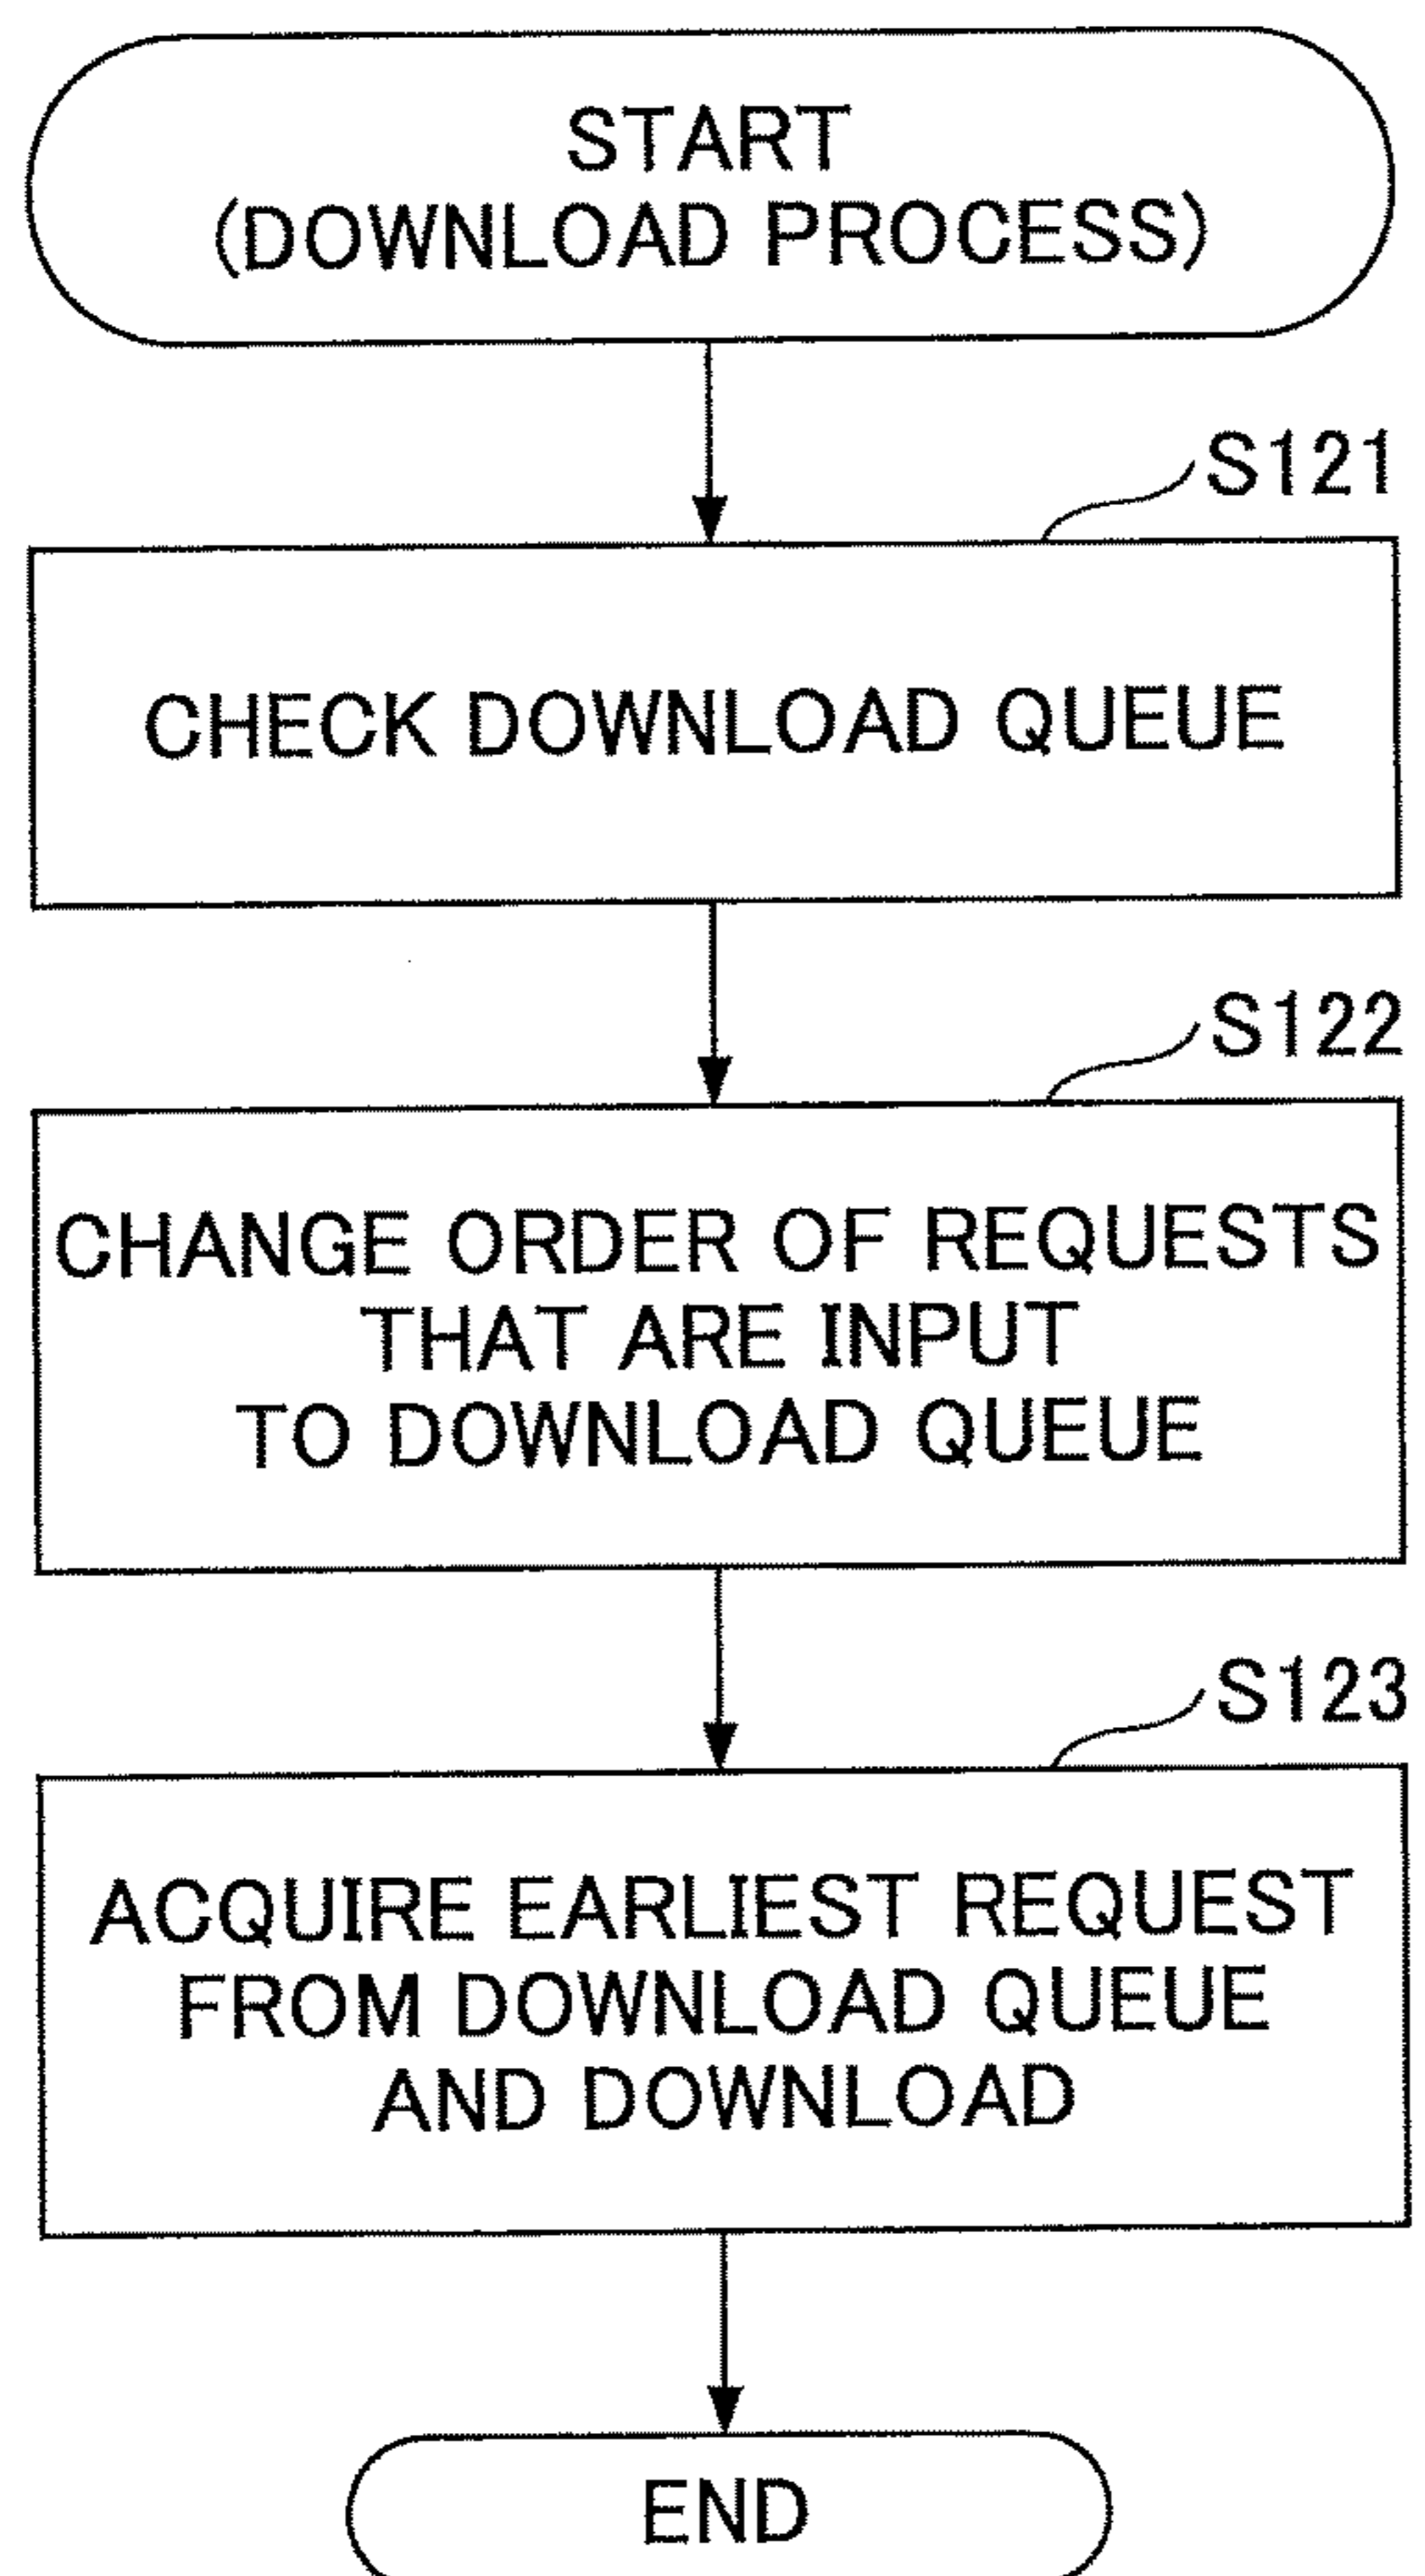 START
(DOWNLOAD PROCESS)
S121
CHECK DOWNLOAD QUEUE
S122
CHANGE ORDER OF REQUESTS
THAT ARE INPUT
TO DOWNLOAD QUEUE
S123
ACQUIRE EARLIEST REQUEST
FROM DOWNLOAD QUEUE
AND DOWNLOAD
END